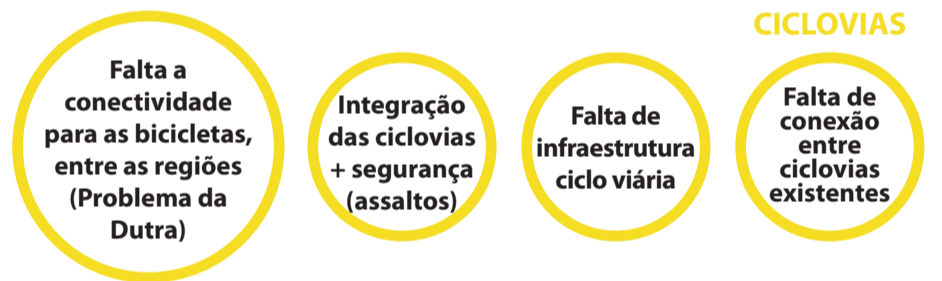 CICLOVIAS
Falta a
conectividade
para as bicicletas,
entre as regiões
(Problema da
Dutra)
Integração
das ciclovias
+ segurança
(assaltos)
Falta de
infraestrutura
ciclo viária
Falta de
conexão
entre
ciclovias
existentes